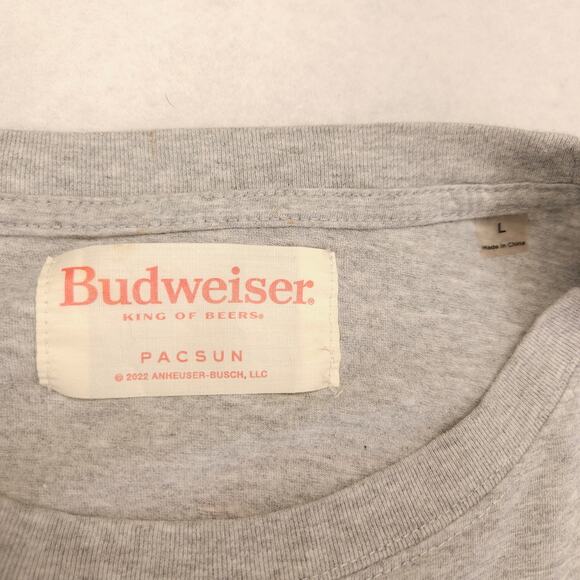 Budweiser®
KING OF BEERS®
PACSUN
© 2022 ANHEUSER-BUSCH, LLC
L
Made in China